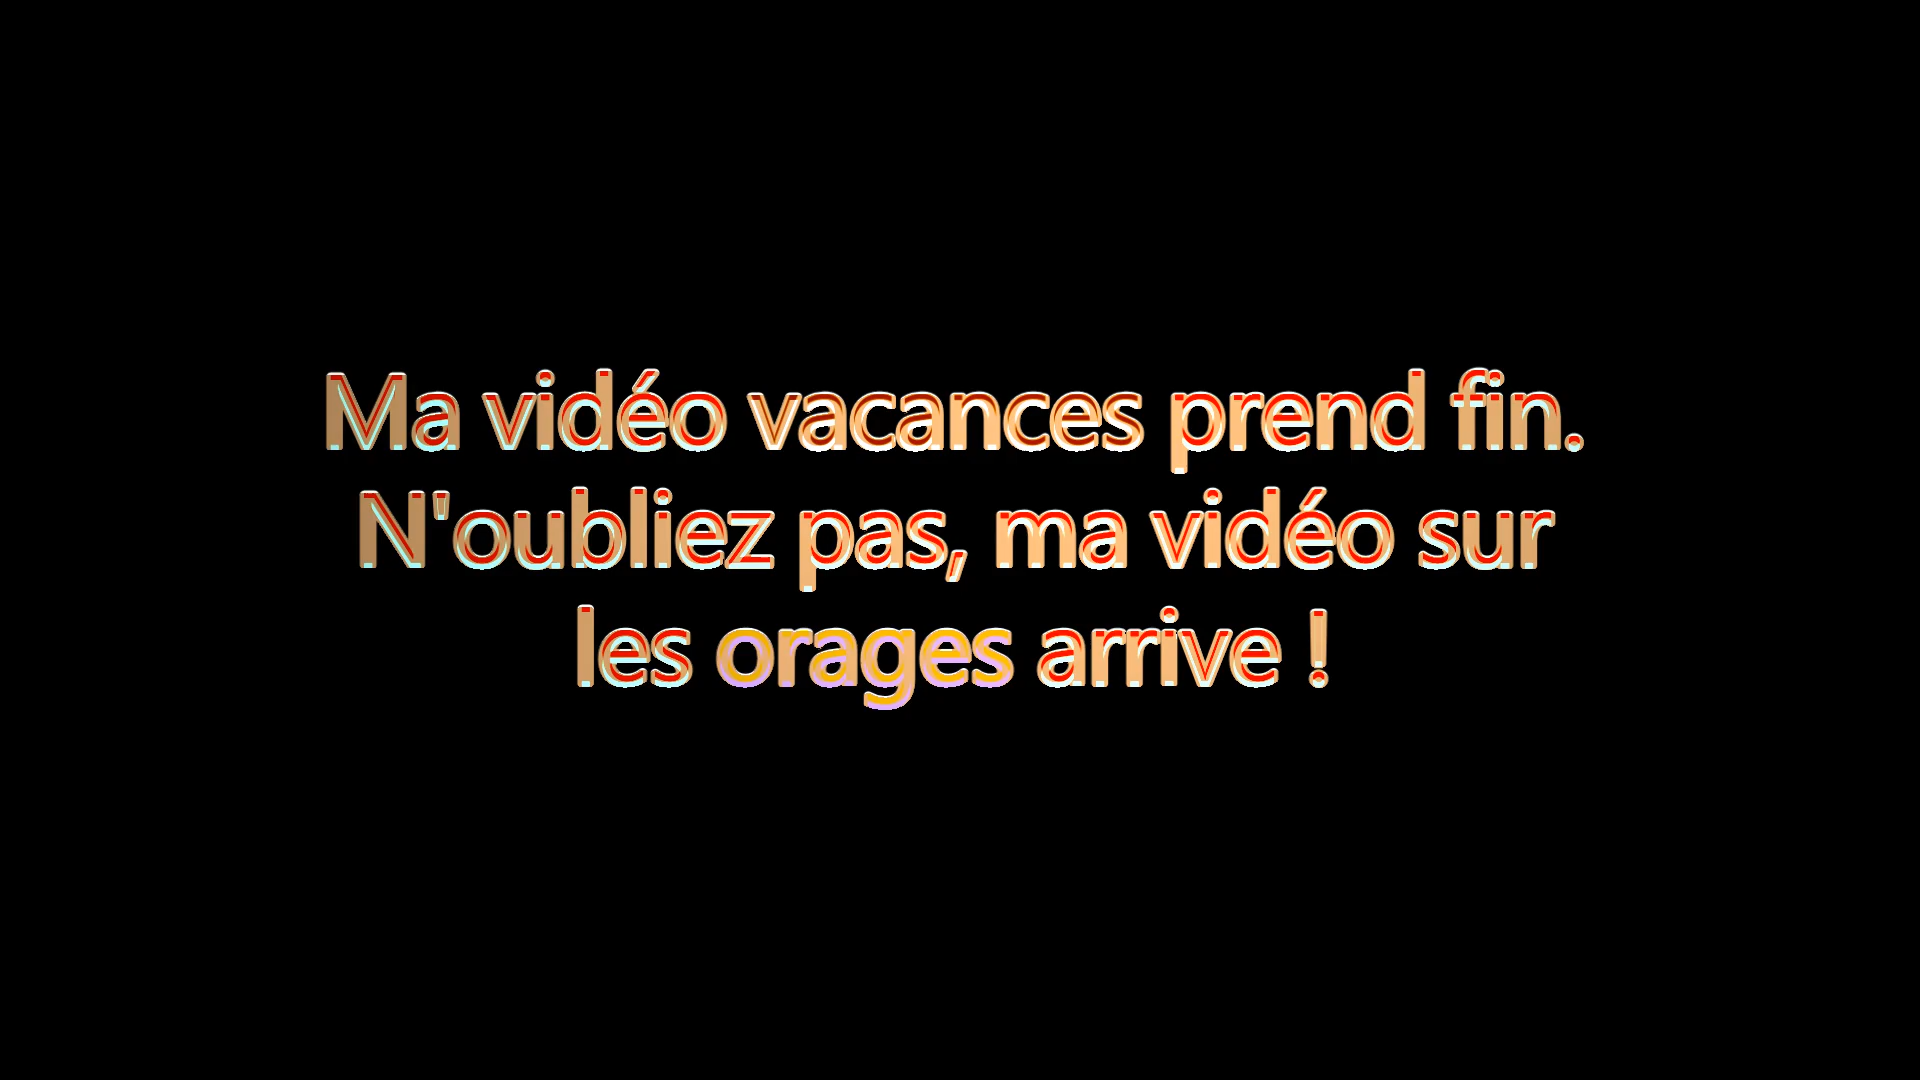 Ma vidéo vacances prend fin.
N'oubliez pas, ma vidéo sur
les orages arrive !